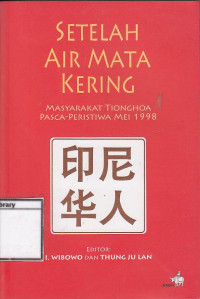 SETELAH
AIR MATA
KERING
MASYARAKAT TIONGHOA
PASCA-PERISTIWA MEI 1998
印尼
华人
library
EDITOR:
I. WIBOWO DAN THUNG JU LAN